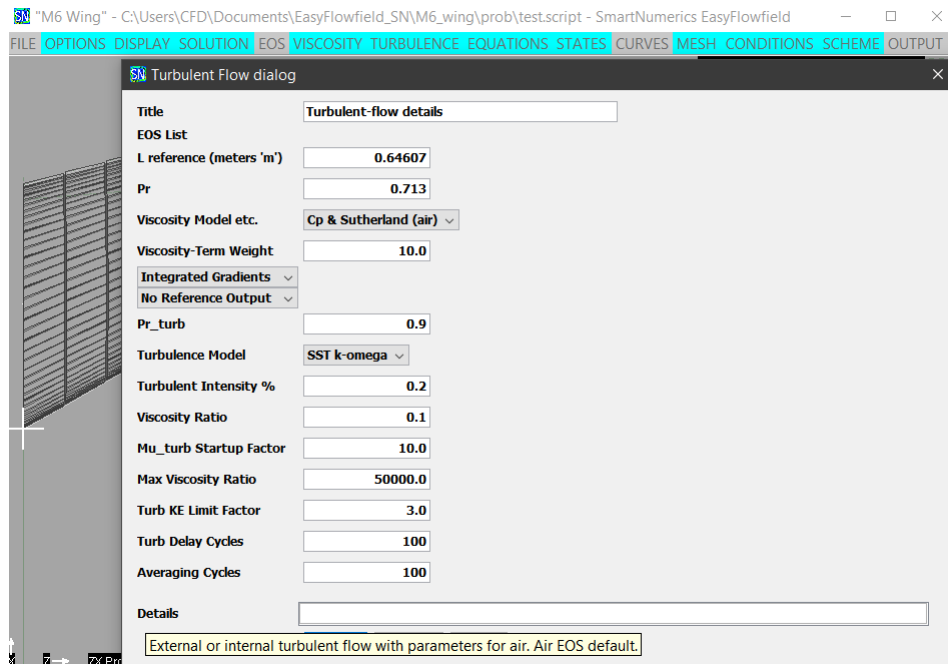 SN "M6 Wing" - C:\Users\CFD\Documents\EasyFlowfield_SN\M6_wing\prob\test.script - SmartNumerics EasyFlowfield
FILE OPTIONS DISPLAY SOLUTION EOS VISCOSITY TURBULENCE EQUATIONS STATES CURVES MESH CONDITIONS SCHEME OUTPUT
SN Turbulent Flow dialog
Title Turbulent-flow details
EOS List
L reference (meters 'm') 0.64607
Pr 0.713
Viscosity Model etc. Cp & Sutherland (air)
Viscosity-Term Weight 10.0
Integrated Gradients
No Reference Output
Pr_turb 0.9
Turbulence Model SST k-omega
Turbulent Intensity % 0.2
Viscosity Ratio 0.1
Mu_turb Startup Factor 10.0
Max Viscosity Ratio 50000.0
Turb KE Limit Factor 3.0
Turb Delay Cycles 100
Averaging Cycles 100
Details
External or internal turbulent flow with parameters for air. Air EOS default.
Z ZX Pr